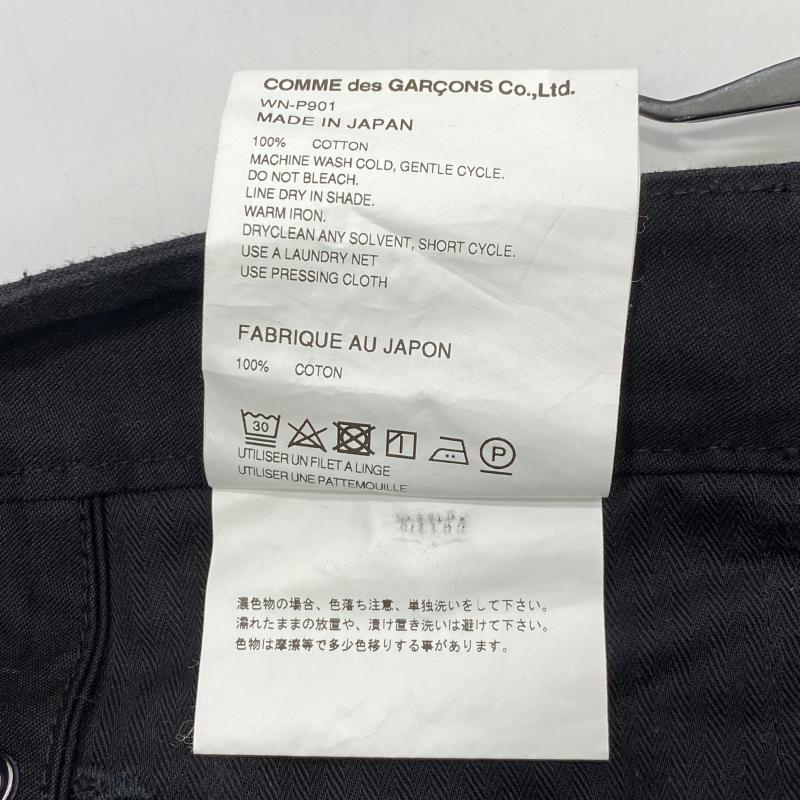 COMME des GARÇONS Co.,Ltd.
WN-P901
MADE IN JAPAN
100% COTTON
MACHINE WASH COLD, GENTLE CYCLE.
DO NOT BLEACH.
LINE DRY IN SHADE.
WARM IRON.
DRYCLEAN ANY SOLVENT, SHORT CYCLE.
USE A LAUNDRY NET
USE PRESSING CLOTH
FABRIQUE AU JAPON
100% COTON
30
P
UTILISER UN FILET A LINGE
UTILISER UNE PATTEMOUILLE
濃色物の場合、色落ち注意、単独洗いをして下さい。
濡れたままの放置や、漬け置き洗いは避けて下さい。
色物は摩擦等で多少色移りする事があります。